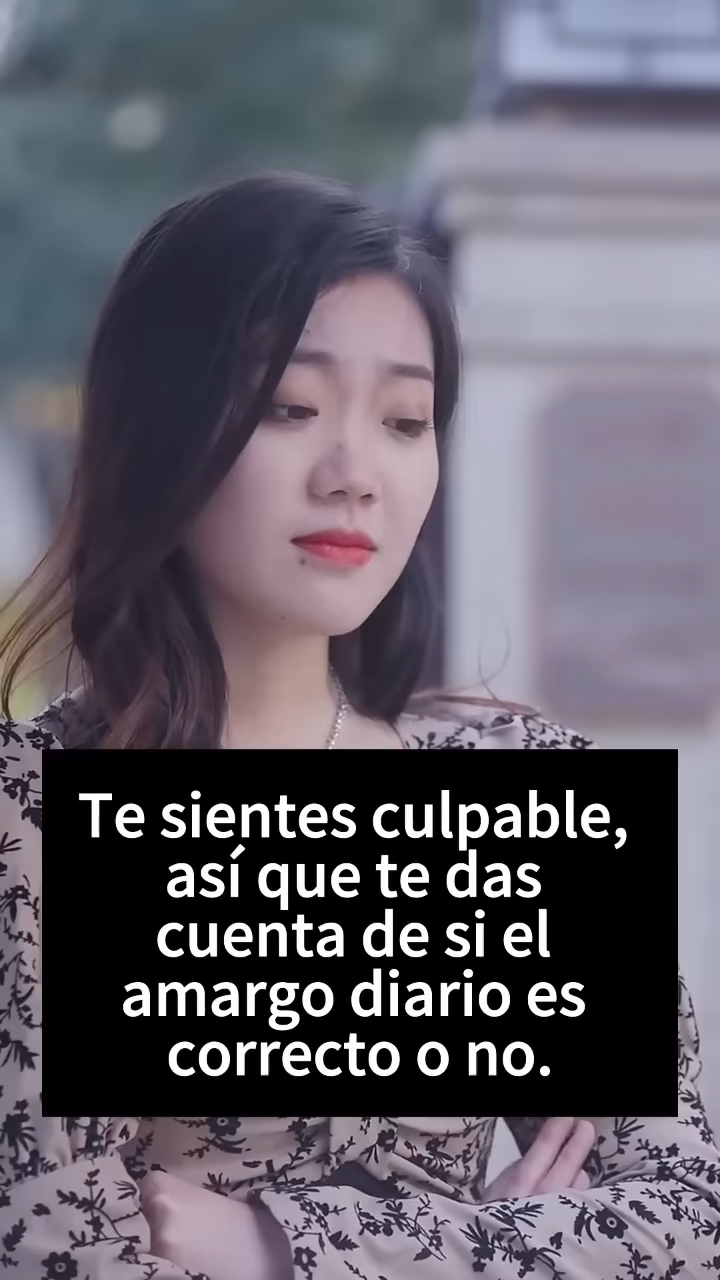 Te sientes culpable,
así que te das
cuenta de si el
amargo diario es
correcto o no.